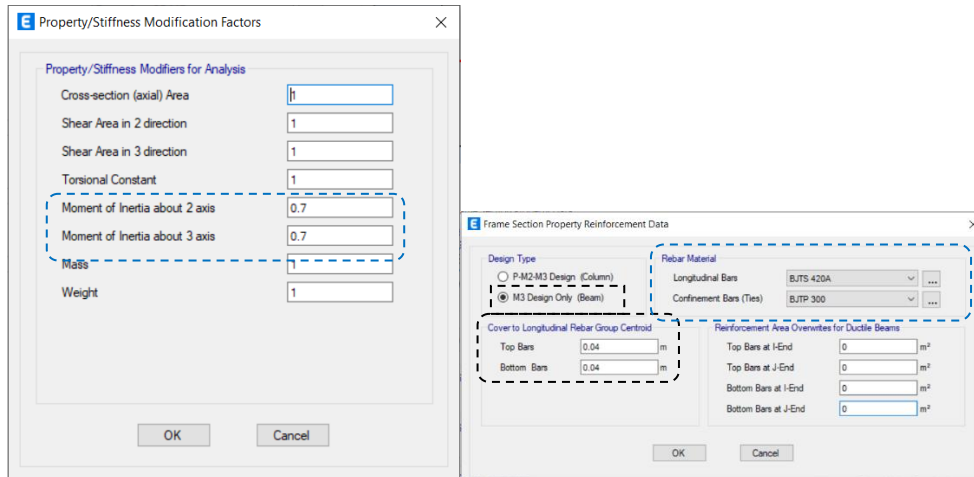 E Property/Stiffness Modification Factors
Property/Stiffness Modifiers for Analysis
Cross-section (axial) Area 1
Shear Area in 2 direction 1
Shear Area in 3 direction 1
Torsional Constant 1
Moment of Inertia about 2 axis 0.7
Moment of Inertia about 3 axis 0.7
Mass 1
Weight 1
OK Cancel
E Frame Section Property Reinforcement Data
Design Type
P-M2-M3 Design (Column)
M3 Design Only (Beam)
Rebar Material
Longitudinal Bars BJTS 420A ...
Confinement Bars (Ties) BJTP 300 ...
Cover to Longitudinal Rebar Group Centroid
Top Bars 0.04 m
Bottom Bars 0.04 m
Reinforcement Area Overwrites for Ductile Beams
Top Bars at I-End 0 m²
Top Bars at J-End 0 m²
Bottom Bars at I-End 0 m²
Bottom Bars at J-End 0 m²
OK Cancel